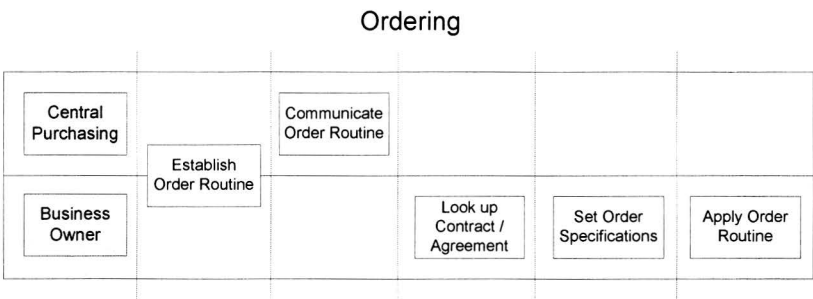 Ordering
Central
Purchasing
Communicate
Order Routine
Establish
Order Routine
Business
Owner
Look up
Contract /
Agreement
Set Order
Specifications
Apply Order
Routine